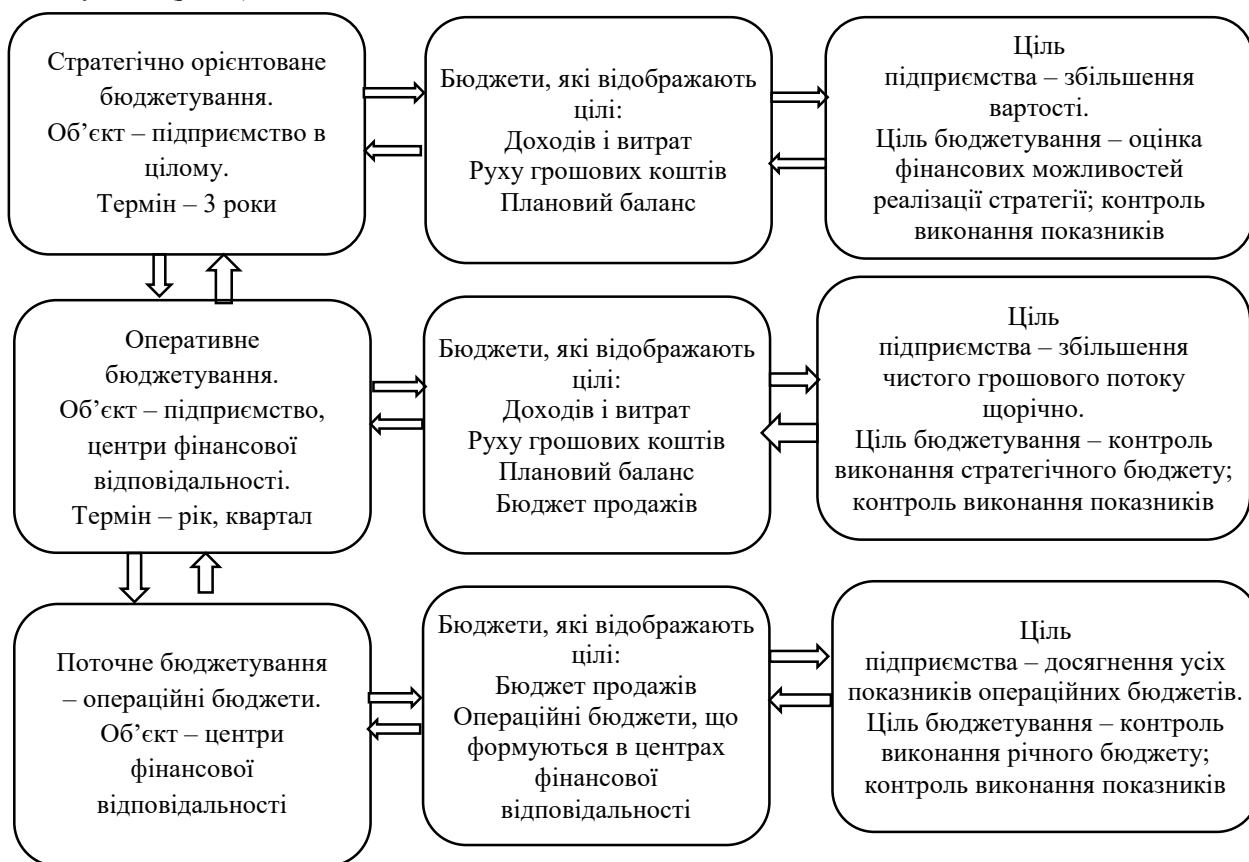 Стратегічно орієнтоване
бюджетування.
Об’єкт – підприємство в
цілому.
Термін – 3 роки
Бюджети, які відображають
цілі:
Доходів і витрат
Руху грошових коштів
Плановий баланс
Ціль
підприємства – збільшення
вартості.
Ціль бюджетування – оцінка
фінансових можливостей
реалізації стратегії; контроль
виконання показників
Оперативне
бюджетування.
Об’єкт – підприємство,
центри фінансової
відповідальності.
Термін – рік, квартал
Бюджети, які відображають
цілі:
Доходів і витрат
Руху грошових коштів
Плановий баланс
Бюджет продажів
Ціль
підприємства – збільшення
чистого грошового потоку
щорічно.
Ціль бюджетування – контроль
виконання стратегічного бюджету;
контроль виконання показників
Поточне бюджетування
– операційні бюджети.
Об’єкт – центри
фінансової
відповідальності
Бюджети, які відображають
цілі:
Бюджет продажів
Операційні бюджети, що
формуються в центрах
фінансової
відповідальності
Ціль
підприємства – досягнення усіх
показників операційних бюджетів.
Ціль бюджетування – контроль
виконання річного бюджету;
контроль виконання показників